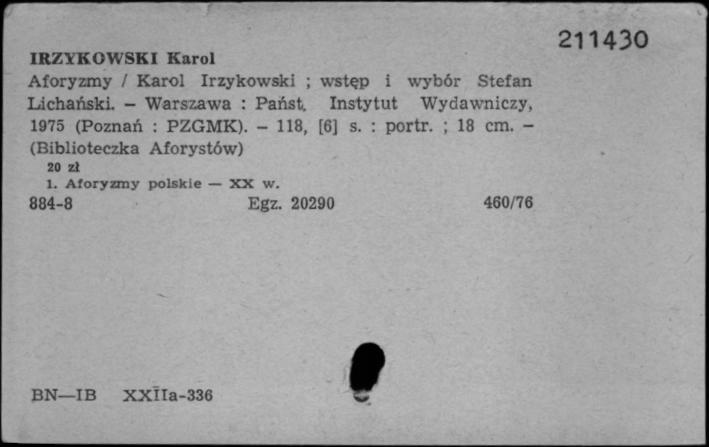 211430
IRZYKOWSKI Karol
Aforyzmy / Karol Irzykowski ; wstęp i wybór Stefan
Lichański. — Warszawa : Państ. Instytut Wydawniczy,
1975 (Poznań : PZGMK). — 118, [6] s. : portr. ; 18 cm. —
(Biblioteczka Aforystów)
20 zł
1. Aforyzmy polskie — XX w.
884-8 Egz. 20290 460/76
BN—IB XXIIa-336